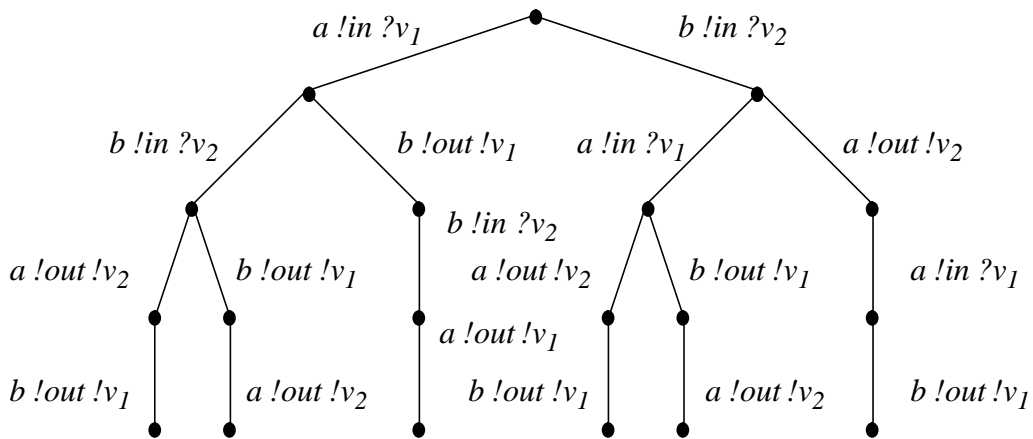 a !in ?v1 b !in ?v2
b !in ?v2 b !out !v1 a !in ?v1 a !out !v2
b !in ?v2
a !out !v2 b !out !v1 a !out !v2 b !out !v1 a !in ?v1
a !out !v1
b !out !v1 a !out !v2 b !out !v1 a !out !v2 b !out !v1